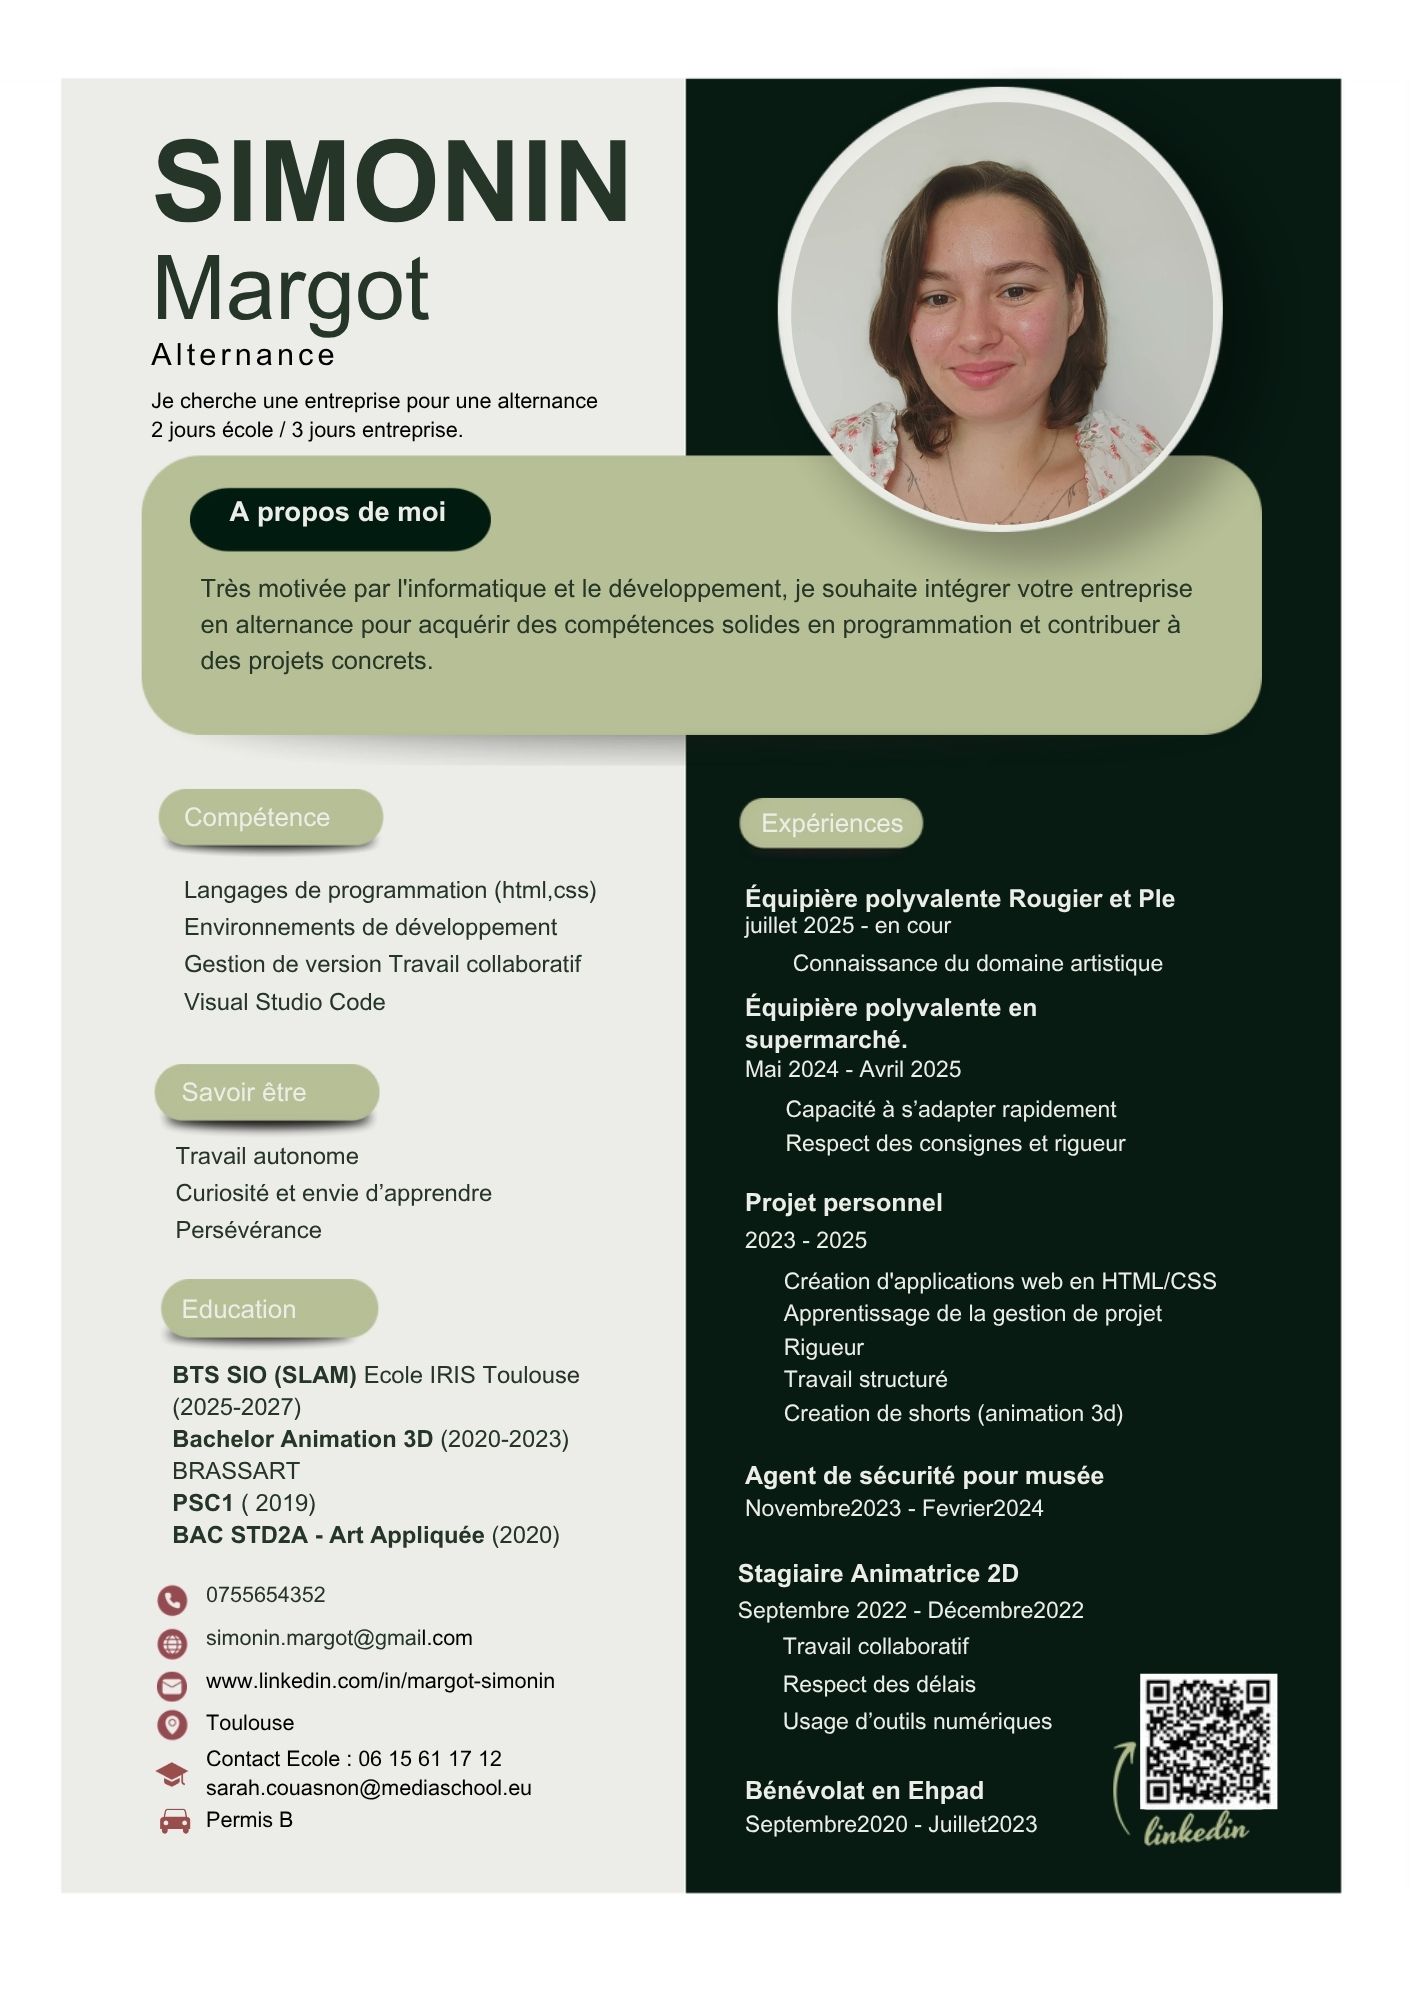 SIMONIN
Margot
Alternance
Je cherche une entreprise pour une alternance
2 jours école / 3 jours entreprise.
A propos de moi
Très motivée par l'informatique et le développement, je souhaite intégrer votre entreprise
en alternance pour acquérir des compétences solides en programmation et contribuer à
des projets concrets.
Compétence
Langages de programmation (html,css)
Environnements de développement
Gestion de version Travail collaboratif
Visual Studio Code
Savoir être
Travail autonome
Curiosité et envie d’apprendre
Persévérance
Education
BTS SIO (SLAM) Ecole IRIS Toulouse
(2025-2027)
Bachelor Animation 3D (2020-2023)
BRASSART
PSC1 ( 2019)
BAC STD2A - Art Appliquée (2020)
0755654352
simonin.margot@gmail.com
www.linkedin.com/in/margot-simonin
Toulouse
Contact Ecole : 06 15 61 17 12
sarah.couasnon@mediaschool.eu
Permis B
Expériences
Équipière polyvalente Rougier et Ple
juillet 2025 - en cour
Connaissance du domaine artistique
Équipière polyvalente en
supermarché.
Mai 2024 - Avril 2025
Capacité à s’adapter rapidement
Respect des consignes et rigueur
Projet personnel
2023 - 2025
Création d'applications web en HTML/CSS
Apprentissage de la gestion de projet
Rigueur
Travail structuré
Creation de shorts (animation 3d)
Agent de sécurité pour musée
Novembre2023 - Fevrier2024
Stagiaire Animatrice 2D
Septembre 2022 - Décembre2022
Travail collaboratif
Respect des délais
Usage d’outils numériques
Bénévolat en Ehpad
Septembre2020 - Juillet2023
linkedin